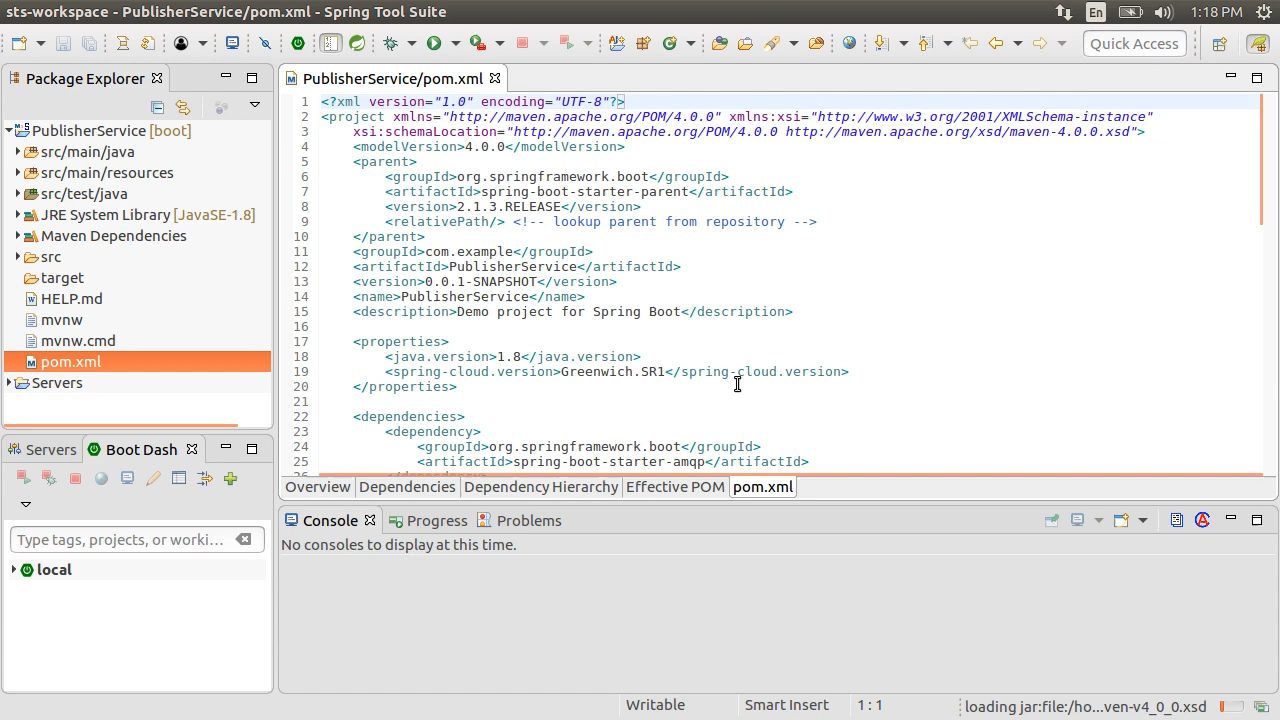 sts-workspace - PublisherService/pom.xml - Spring Tool Suite
En
1:18 PM
Quick Access
Package Explorer
PublisherService [boot]
src/main/java
src/main/resources
src/test/java
JRE System Library [JavaSE-1.8]
Maven Dependencies
src
target
HELP.md
mvnw
mvnw.cmd
pom.xml
Servers
Servers
Boot Dash
Type tags, projects, or worki...
local
PublisherService/pom.xml
1 <?xml version="1.0" encoding="UTF-8"?>
2 <project xmlns="http://maven.apache.org/POM/4.0.0" xmlns:xsi="http://www.w3.org/2001/XMLSchema-instance"
3 xsi:schemaLocation="http://maven.apache.org/POM/4.0.0 http://maven.apache.org/xsd/maven-4.0.0.xsd">
4 <modelVersion>4.0.0</modelVersion>
5 <parent>
6 <groupId>org.springframework.boot</groupId>
7 <artifactId>spring-boot-starter-parent</artifactId>
8 <version>2.1.3.RELEASE</version>
9 <relativePath/> <!-- lookup parent from repository -->
10 </parent>
11 <groupId>com.example</groupId>
12 <artifactId>PublisherService</artifactId>
13 <version>0.0.1-SNAPSHOT</version>
14 <name>PublisherService</name>
15 <description>Demo project for Spring Boot</description>
16
17 <properties>
18 <java.version>1.8</java.version>
19 <spring-cloud.version>Greenwich.SR1</spring-cloud.version>
20 </properties>
21
22 <dependencies>
23 <dependency>
24 <groupId>org.springframework.boot</groupId>
25 <artifactId>spring-boot-starter-amqp</artifactId>
Overview Dependencies Dependency Hierarchy Effective POM pom.xml
Console Progress Problems
No consoles to display at this time.
Writable Smart Insert 1 : 1 loading jar:file:/ho...ven-v4_0_0.xsd